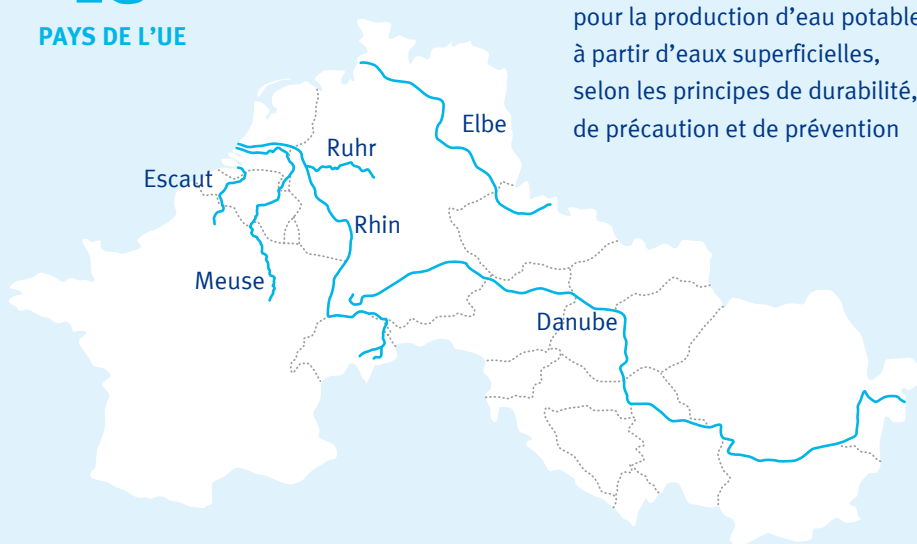 PAYS DE L'UE
pour la production d'eau potable
à partir d'eaux superficielles,
selon les principes de durabilité,
de précaution et de prévention
Elbe
Ruhr
Escaut
Rhin
Meuse
Danube